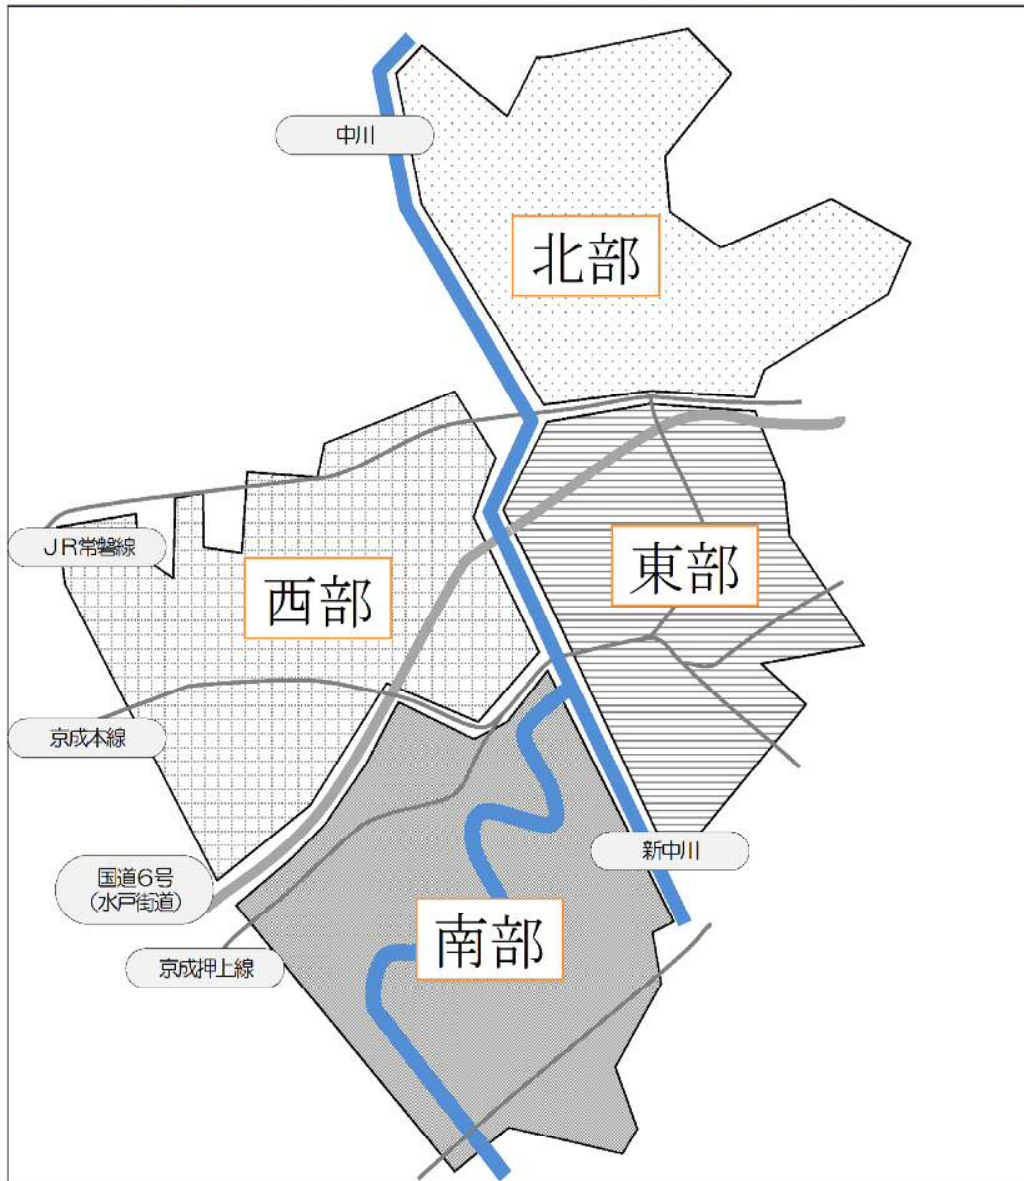 中川
北部
JR常磐線
東部
西部
京成本線
新中川
国道6号
(水戸街道)
南部
京成押上線